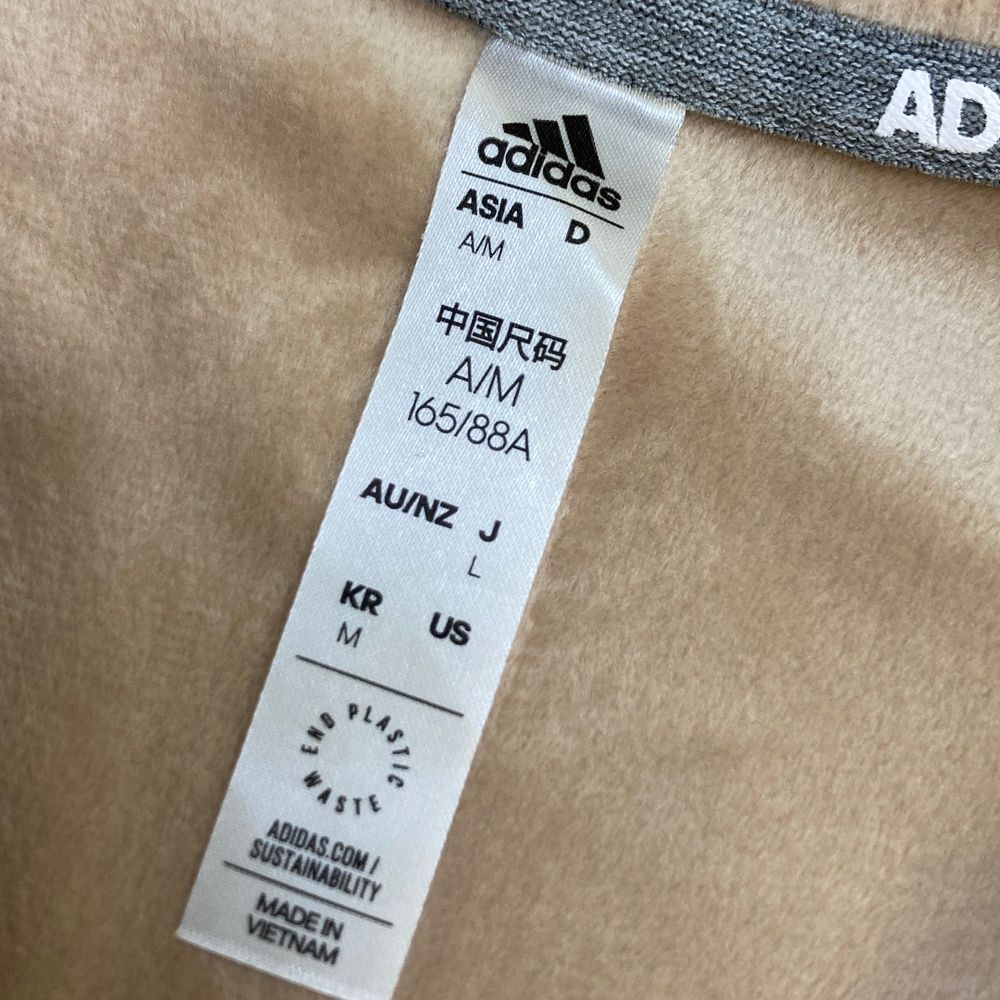 AD
adidas
ASIA D
A/M
中国尺码
A/M
165/88A
AU/NZ J
L
KR US
M
END PLASTIC WASTE
ADIDAS.COM/
SUSTAINABILITY
MADE IN
VIETNAM